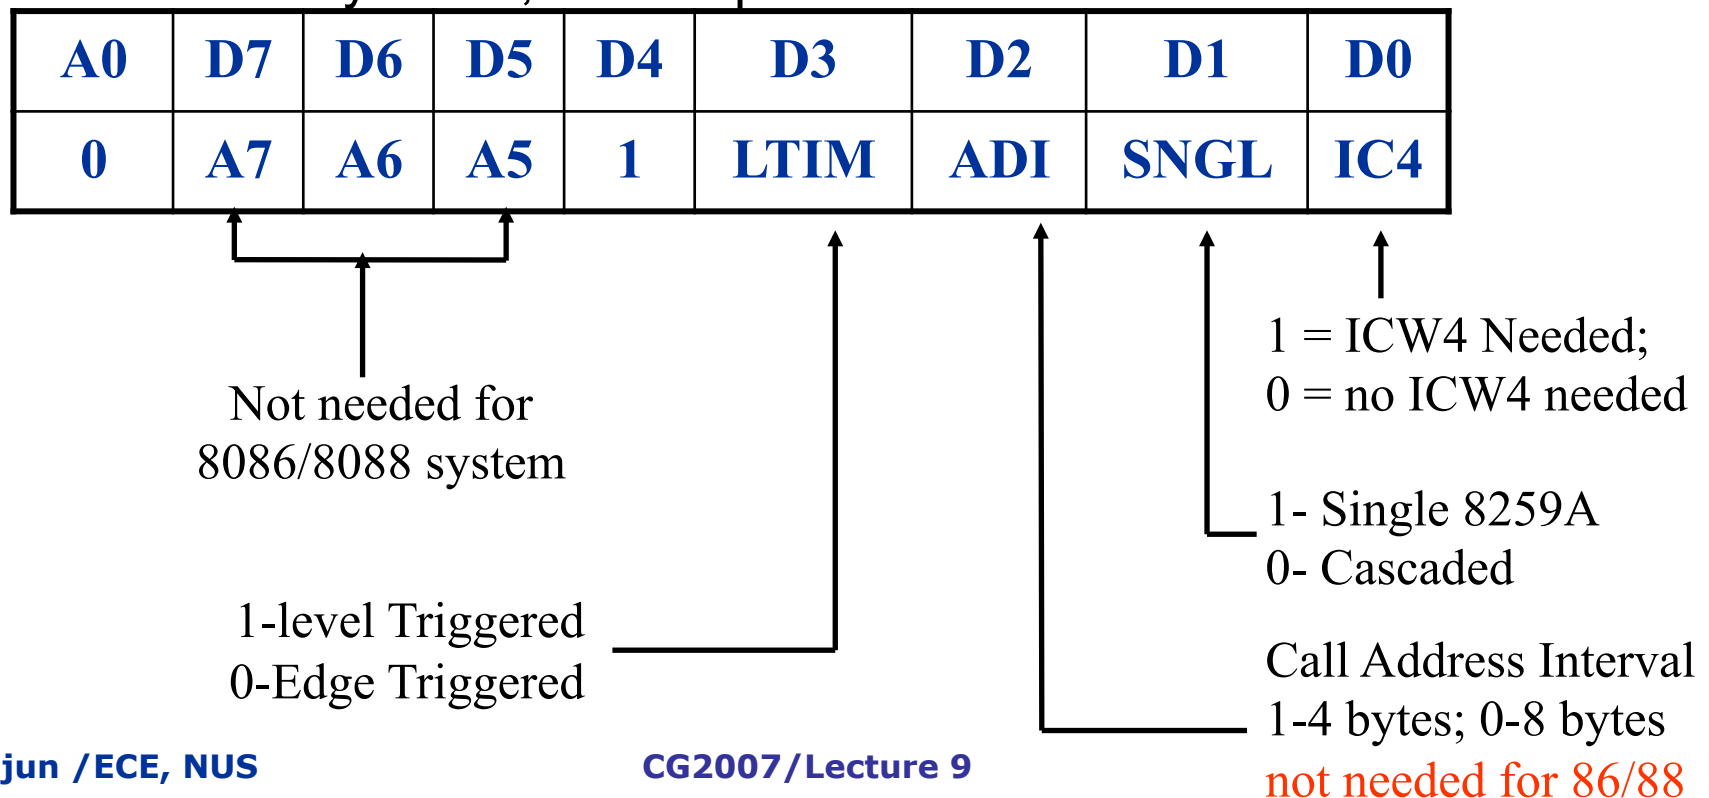 A0 D7 D6 D5 D4 D3 D2 D1 D0
0 A7 A6 A5 1 LTIM ADI SNGL IC4
Not needed for
8086/8088 system
1-level Triggered
0-Edge Triggered
1 = ICW4 Needed;
0 = no ICW4 needed
1- Single 8259A
0- Cascaded
Call Address Interval
1-4 bytes; 0-8 bytes
not needed for 86/88
jun /ECE, NUS
CG2007/Lecture 9